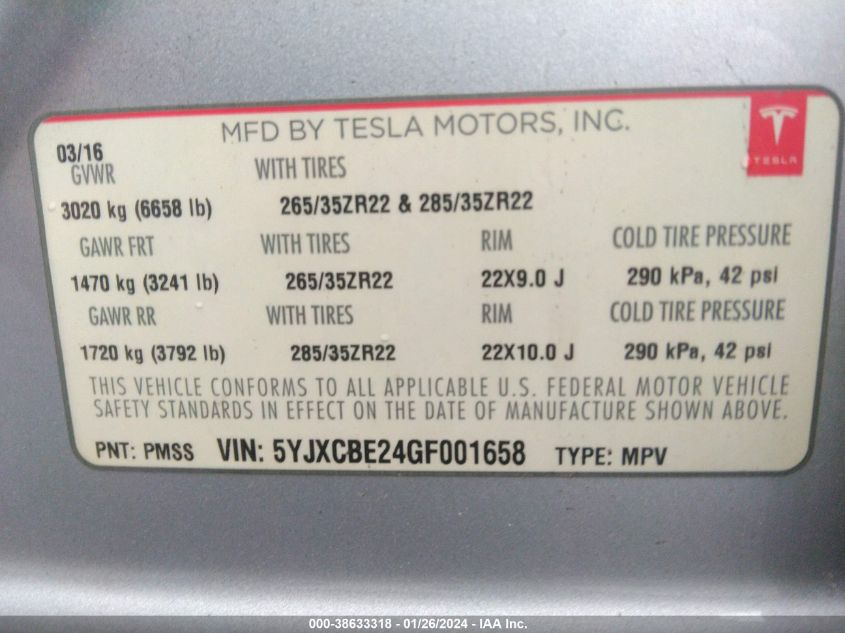 MFD BY TESLA MOTORS, INC.
TESLA
03/16
GVWR WITH TIRES
3020 kg (6658 lb) 265/35ZR22 & 285/35ZR22
GAWR FRT WITH TIRES RIM COLD TIRE PRESSURE
1470 kg (3241 lb) 265/35ZR22 22X9.0 J 290 kPa, 42 psi
GAWR RR WITH TIRES RIM COLD TIRE PRESSURE
1720 kg (3792 lb) 285/35ZR22 22X10.0 J 290 kPa, 42 psi
THIS VEHICLE CONFORMS TO ALL APPLICABLE U.S. FEDERAL MOTOR VEHICLE
SAFETY STANDARDS IN EFFECT ON THE DATE OF MANUFACTURE SHOWN ABOVE.
PNT: PMSS VIN: 5YJXCBE24GF001658 TYPE: MPV
000-38633318 - 01/26/2024 - IAA Inc.